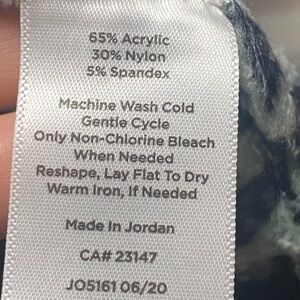 65% Acrylic
30% Nylon
5% Spandex
Machine Wash Cold
Gentle Cycle
Only Non-Chlorine Bleach
When Needed
Reshape, Lay Flat To Dry
Warm Iron, If Needed
Made In Jordan
CA# 23147
JO5161 06/20